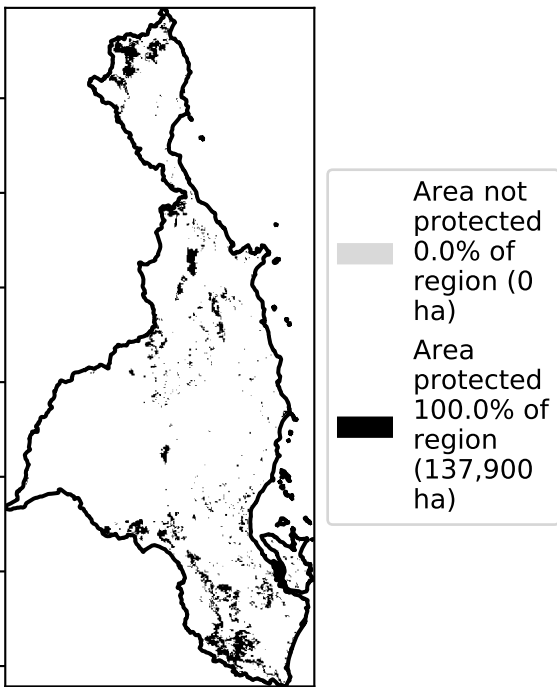 Area not
protected
0.0% of
region (0
ha)
Area
protected
100.0% of
region
(137,900
ha)